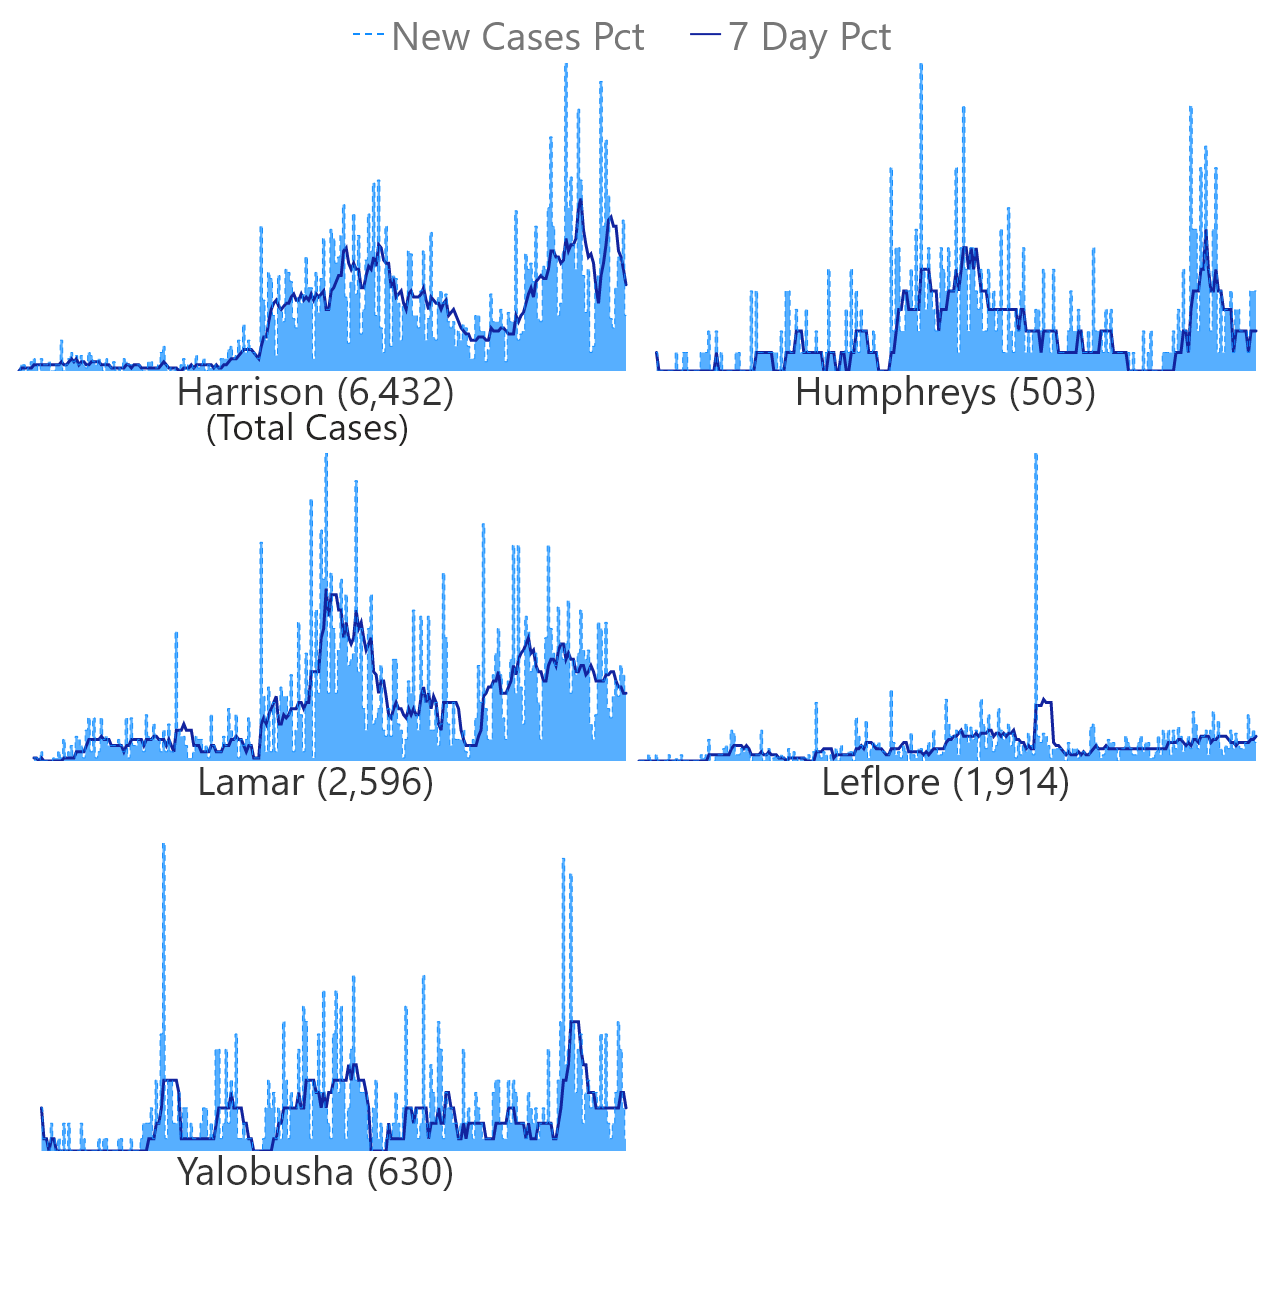 New Cases Pct 7 Day Pct
Harrison (6,432)
(Total Cases)
Humphreys (503)
Lamar (2,596)
Leflore (1,914)
Yalobusha (630)